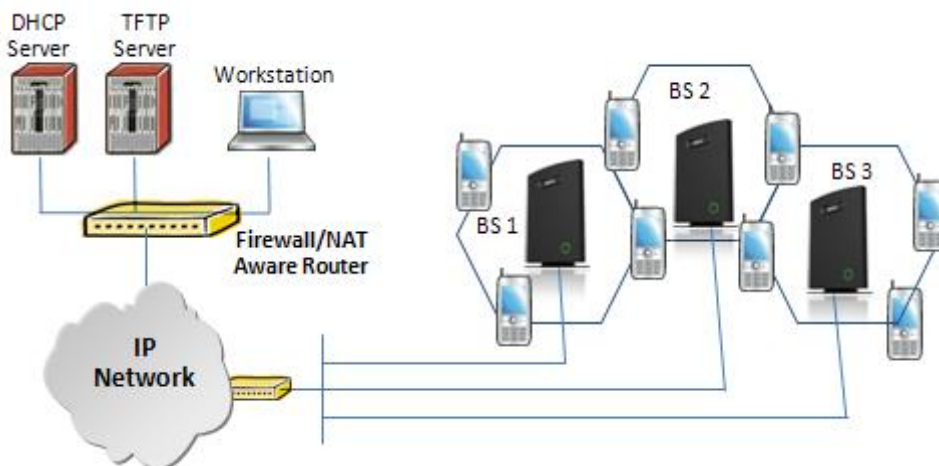 DHCP
Server
TFTP
Server
Workstation
Firewall/NAT
Aware Router
IP
Network
BS 1
BS 2
BS 3